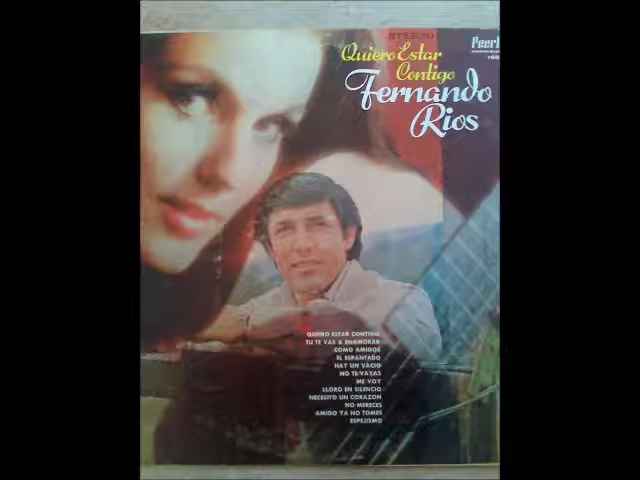 STEREO
Quiero Estar
Contigo
Fernando
Rios
QUIERO ESTAR CONTIGO
TU TE VAS A ENAMORAR
COMO AMIGOS
EL ESPANTADO
HAY UN VACIO
NO TE VAYAS
ME VOY
LLORO EN SILENCIO
NECESITO UN CORAZON
NO MERECES
AMIGO YA NO TOMES
ESPEJISMO